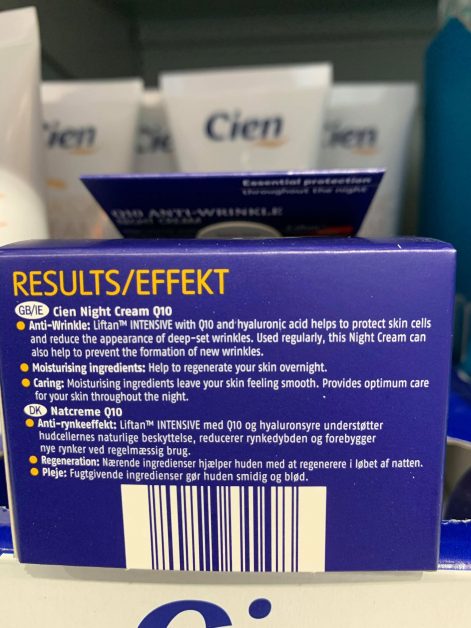 Cien
Cien
Cien
Essential protection
throughout the night
Q10 ANTI-WRINKLE
NIGHT CREAM
RESULTS/EFFEKT
GB/IE Cien Night Cream Q10
Anti-Wrinkle: Liftan™ INTENSIVE with Q10 and hyaluronic acid helps to protect skin cells
and reduce the appearance of deep-set wrinkles. Used regularly, this Night Cream can
also help to prevent the formation of new wrinkles.
Moisturising ingredients: Help to regenerate your skin overnight.
Caring: Moisturising ingredients leave your skin feeling smooth. Provides optimum care
for your skin throughout the night.
DK Natcreme Q10
Anti-rynkeeffekt: Liftan™ INTENSIVE med Q10 og hyaluronsyre understøtter
hudcellernes naturlige beskyttelse, reducerer rynkedybden og forebygger
nye rynker ved regelmæssig brug.
Regeneration: Nærende ingredienser hjælper huden med at regenerere i løbet af natten.
Pleje: Fugtgivende ingredienser gør huden smidig og blød.